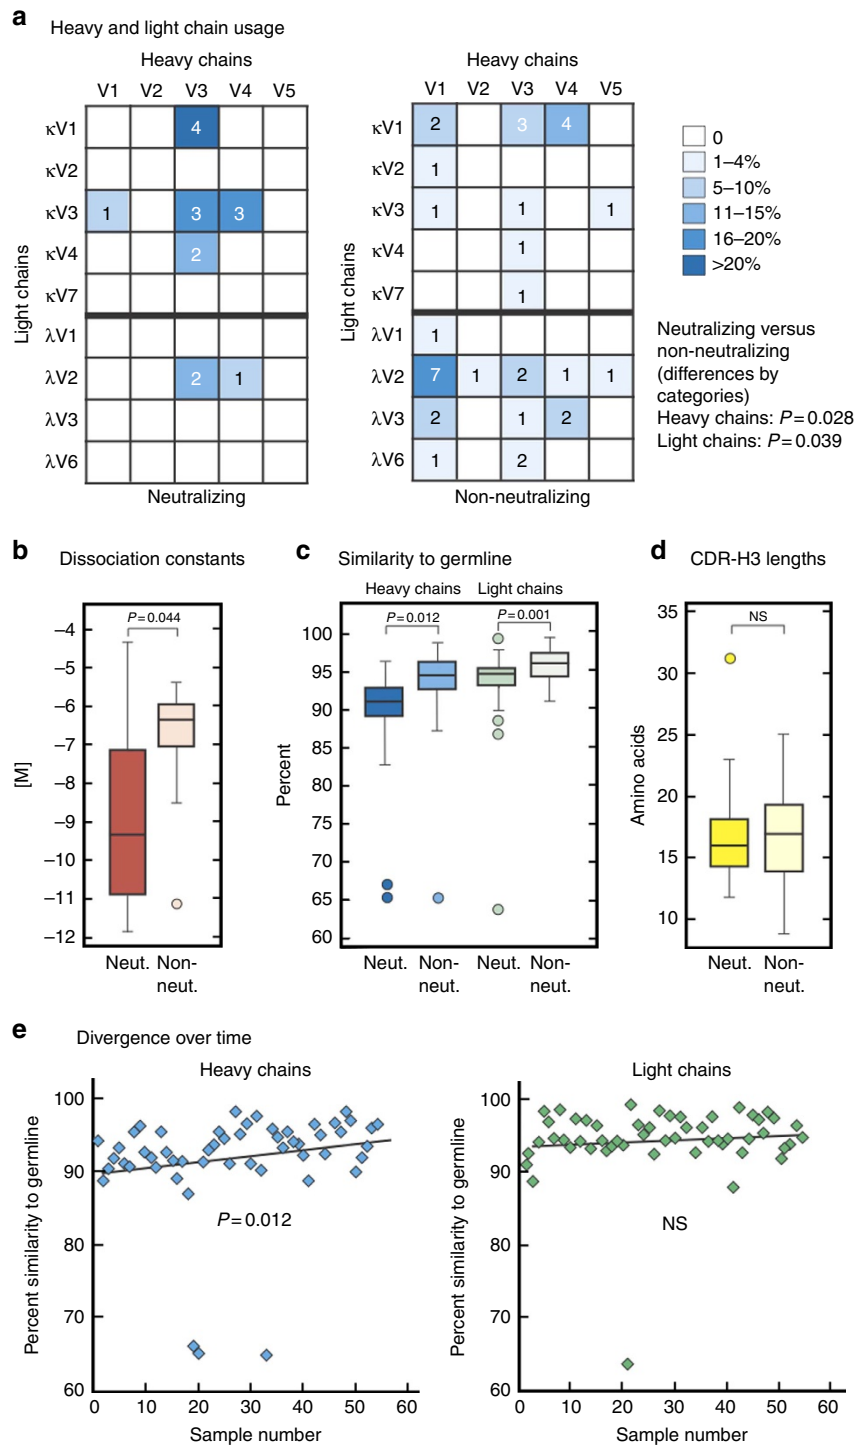 a
Heavy and light chain usage
Heavy chains
V1 V2 V3 V4 V5
Light chains
κV1 4
κV2
κV3 1 3 3
κV4 2
κV7
λV1
λV2 2 1
λV3
λV6
Neutralizing
Heavy chains
V1 V2 V3 V4 V5
Light chains
κV1 2 3 4
κV2 1
κV3 1 1 1
κV4 1
κV7 1
λV1 1
λV2 7 1 2 1 1
λV3 2 1 2
λV6 1 2
Non-neutralizing
0
1–4%
5–10%
11–15%
16–20%
>20%
Neutralizing versus
non-neutralizing
(differences by
categories)
Heavy chains: P=0.028
Light chains: P=0.039
b
Dissociation constants
[M]
P=0.044
–4
–5
–6
–7
–8
–9
–10
–11
–12
Neut. Non-
neut.
c
Similarity to germline
Heavy chains Light chains
P=0.012 P=0.001
Percent
100
95
90
85
80
75
70
65
60
Neut. Non-
neut.
Neut. Non-
neut.
d
CDR-H3 lengths
NS
Amino acids
35
30
25
20
15
10
Neut. Non-
neut.
e
Divergence over time
Heavy chains
Percent similarity to germline
100
90
80
70
60
P=0.012
0 10 20 30 40 50 60
Sample number
Light chains
Percent similarity to germline
100
90
80
70
60
NS
0 10 20 30 40 50 60
Sample number